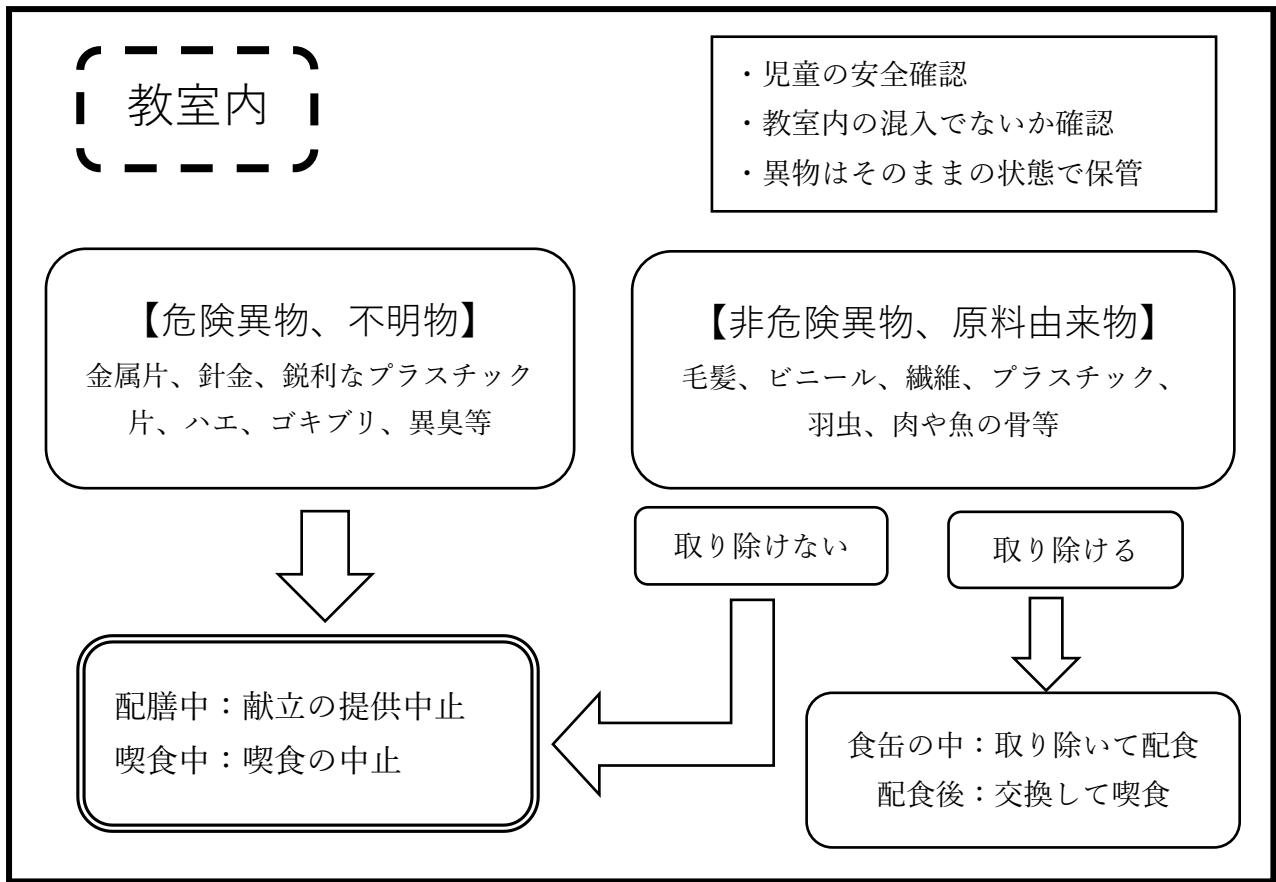 教室内
・児童の安全確認
・教室内の混入でないか確認
・異物はそのままの状態で保管
【危険異物、不明物】
金属片、針金、鋭利なプラスチック
片、ハエ、ゴキブリ、異臭等
【非危険異物、原料由来物】
毛髪、ビニール、繊維、プラスチック、
羽虫、肉や魚の骨等
取り除けない
取り除ける
配膳中：献立の提供中止
喫食中：喫食の中止
食缶の中：取り除いて配食
配食後：交換して喫食